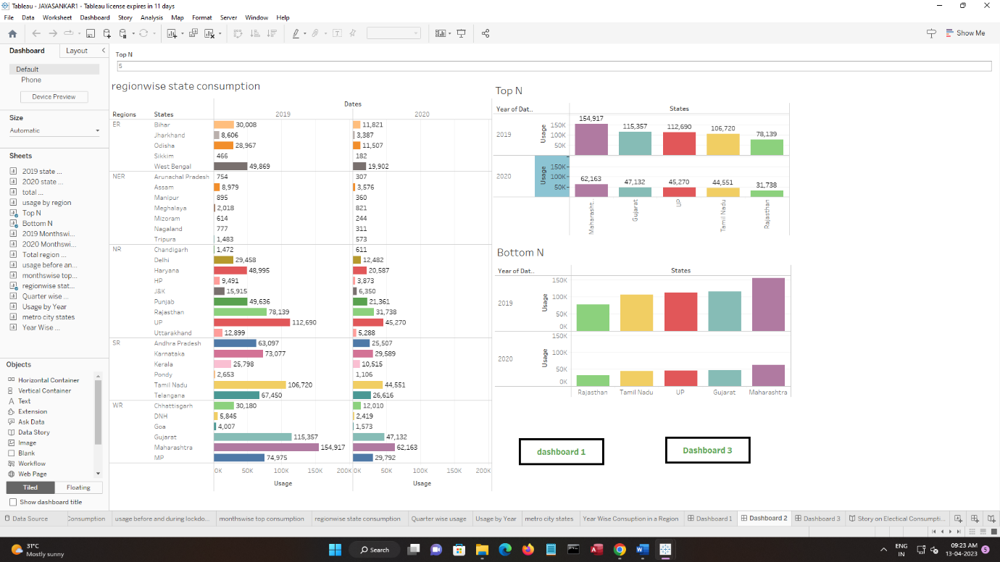 Tableau - JAYASANKAR1 - Tableau license expires in 11 days
File Data Worksheet Dashboard Story Analysis Map Format Server Window Help
Show Me
Dashboard Layout
Default
Phone
Device Preview
Size
Automatic
Sheets
2019 state ...
2020 state ...
total ...
usage by region
Top N
Bottom N
2019 Monthswi...
2020 Monthswi...
Total region ...
usage before an...
monthswise top...
regionwise stat...
Quarter wise ...
Usage by Year
metro city states
Year Wise ...
Objects
Horizontal Container
Vertical Container
Text
Extension
Ask Data
Data Story
Image
Blank
Workflow
Web Page
Tiled Floating
Show dashboard title
Top N
5
regionwise state consumption
Dates
Regions States 2019 2020
ER Bihar 30,008 11,821
Jharkhand 8,606 3,387
Odisha 28,967 11,507
Sikkim 466 182
West Bengal 49,869 19,902
NER Arunachal Pradesh 754 307
Assam 8,979 3,576
Manipur 895 360
Meghalaya 2,018 821
Mizoram 614 244
Nagaland 777 311
Tripura 1,483 573
NR Chandigarh 1,472 611
Delhi 29,458 12,482
Haryana 48,995 20,587
HP 9,491 3,873
J&K 15,915 6,350
Punjab 49,636 21,361
Rajasthan 78,139 31,738
UP 112,690 45,270
Uttarakhand 12,899 5,288
SR Andhra Pradesh 63,097 25,507
Karnataka 73,077 29,589
Kerala 25,798 10,515
Pondy 2,653 1,106
Tamil Nadu 106,720 44,551
Telangana 67,450 26,616
WR Chhattisgarh 30,180 12,010
DNH 5,845 2,419
Goa 4,007 1,573
Gujarat 115,357 47,132
Maharashtra 154,917 62,163
MP 74,975 29,792
0K 50K 100K 150K 200K 0K 50K 100K 150K 200K
Usage Usage
Top N
Year of Dat.. States
2019 Usage 150K 100K 50K
154,917 115,357 112,690 106,720 78,139
2020 Usage 150K 100K 50K
62,163 47,132 45,270 44,551 31,738
Maharasht.. Gujarat UP Tamil Nadu Rajasthan
Bottom N
Year of Dat.. States
2019 Usage 150K 100K 50K 0K
2020 Usage 150K 100K 50K 0K
Rajasthan Tamil Nadu UP Gujarat Maharashtra
dashboard 1 Dashboard 3
Data Source Consumption usage before and during lockdo... monthswise top consumption regionwise state consumption Quarter wise usage Usage by Year metro city states Year Wise Consuption in a Region Dashboard 1 Dashboard 2 Dashboard 3 Story on Electical Consumpti...
31°C
Mostly sunny
Search
ENG
IN
09:23 AM
13-04-2023
5